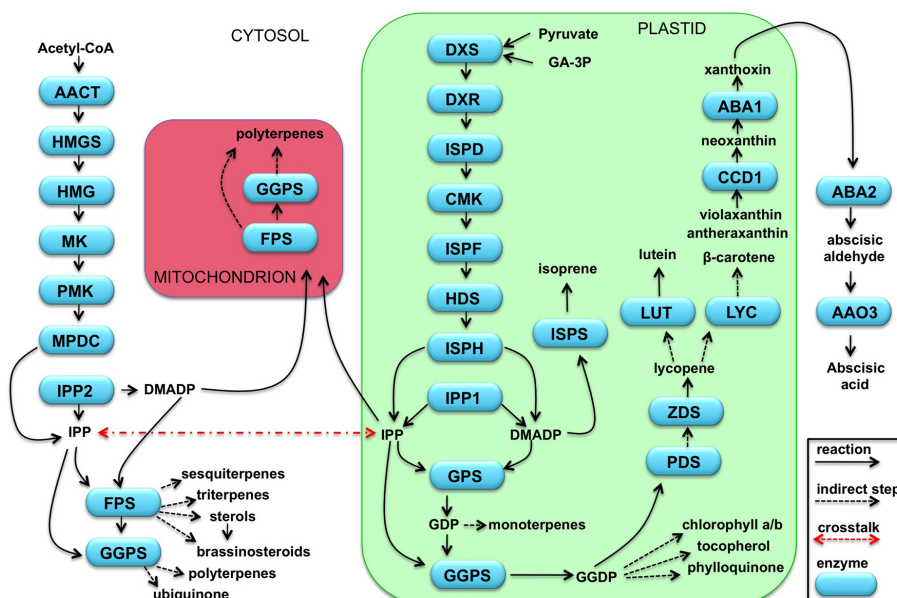 CYTOSOL
Acetyl-CoA
AACT
HMGS
HMG
MK
PMK
MPDC
IPP2
DMADP
IPP
FPS
GGPS
sesquiterpenes
triterpenes
sterols
brassinosteroids
polyterpenes
ubiquinone
polyterpenes
GGPS
FPS
MITOCHONDRION
PLASTID
Pyruvate
GA-3P
DXS
DXR
ISPD
CMK
ISPF
HDS
ISPH
IPP1
IPP
DMADP
isoprene
ISPS
GPS
GDP
monoterpenes
GGPS
GGDP
chlorophyll a/b
tocopherol
phylloquinone
PDS
ZDS
lycopene
LUT
LYC
lutein
β-carotene
violaxanthin
antheraxanthin
CCD1
neoxanthin
ABA1
xanthoxin
ABA2
abscisic
aldehyde
AAO3
Abscisic
acid
reaction
indirect step
crosstalk
enzyme